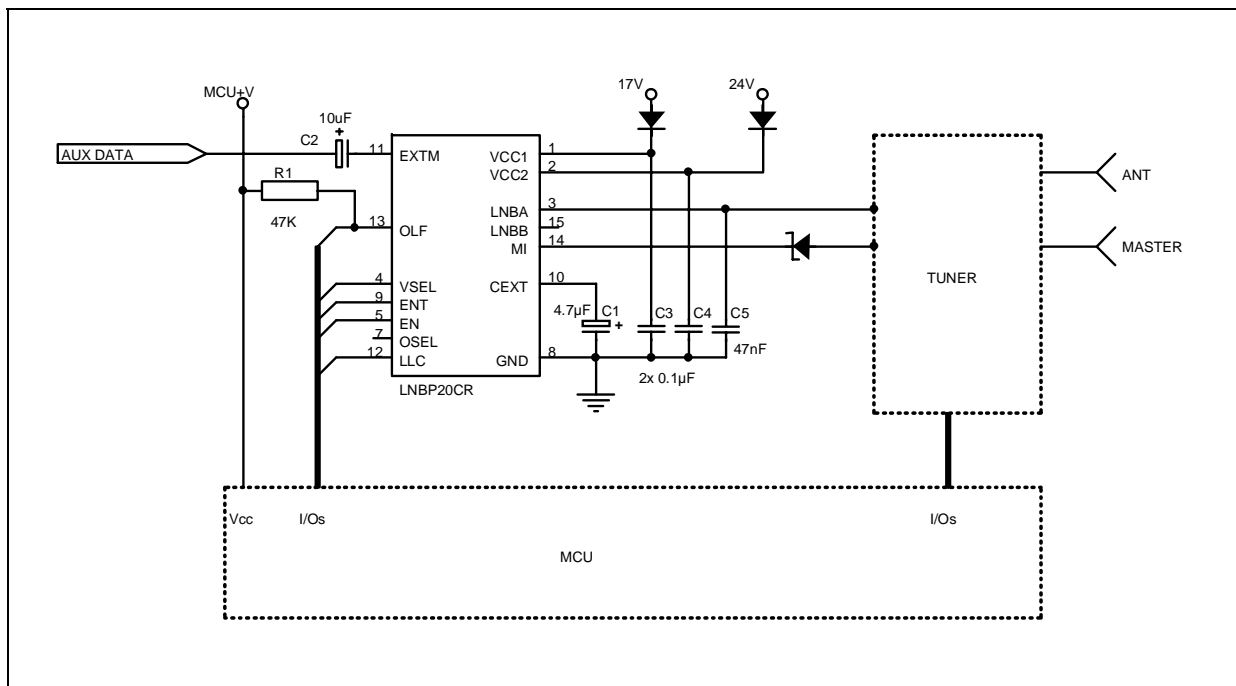 17V
24V
MCU+V
10uF
+
C2
AUX DATA
11
EXTM
VCC1
1
VCC2
2
R1
ANT
LNBA
3
47K
13
OLF
LNBB
15
MI
14
MASTER
TUNER
4
VSEL
CEXT
10
9
ENT
4.7µF
C1
+
C3
C4
C5
5
EN
7
OSEL
47nF
12
LLC
GND
8
2x 0.1µF
LNBP20CR
Vcc
I/Os
I/Os
MCU